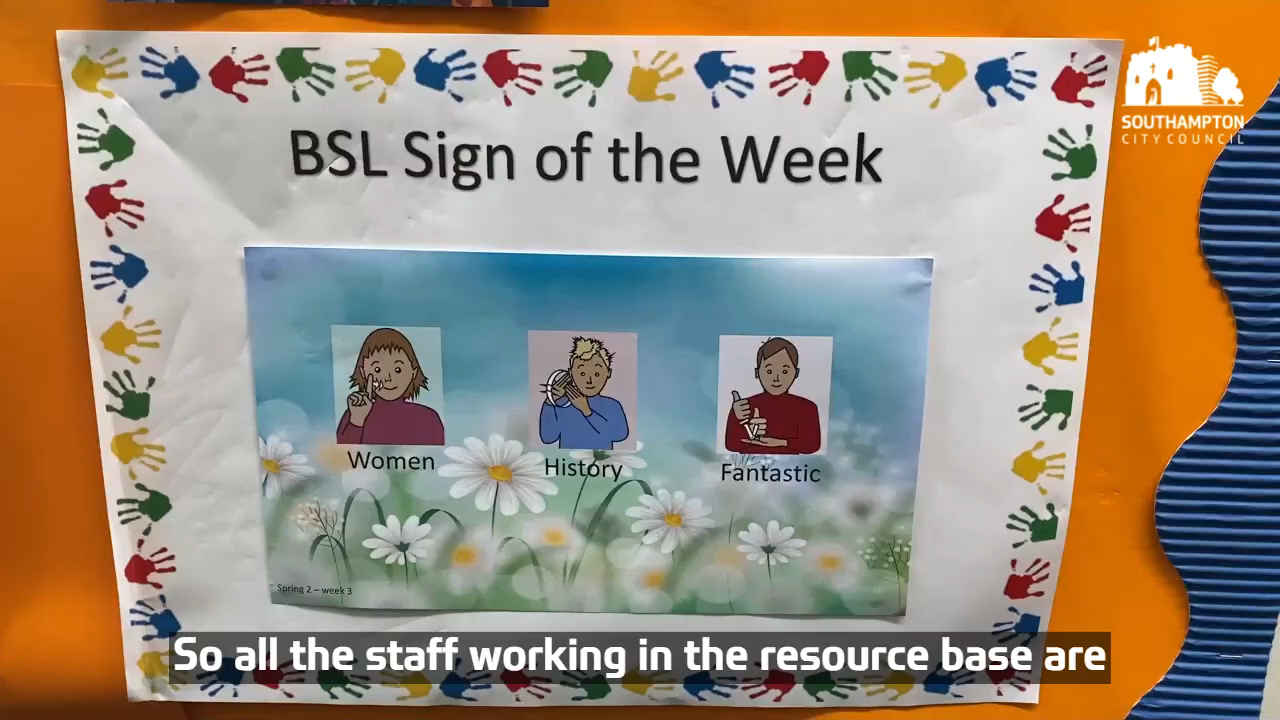 SOUTHAMPTON
CITY COUNCIL
BSL Sign of the Week
Women
History
Fantastic
Spring 2 – week 3
So all the staff working in the resource base are